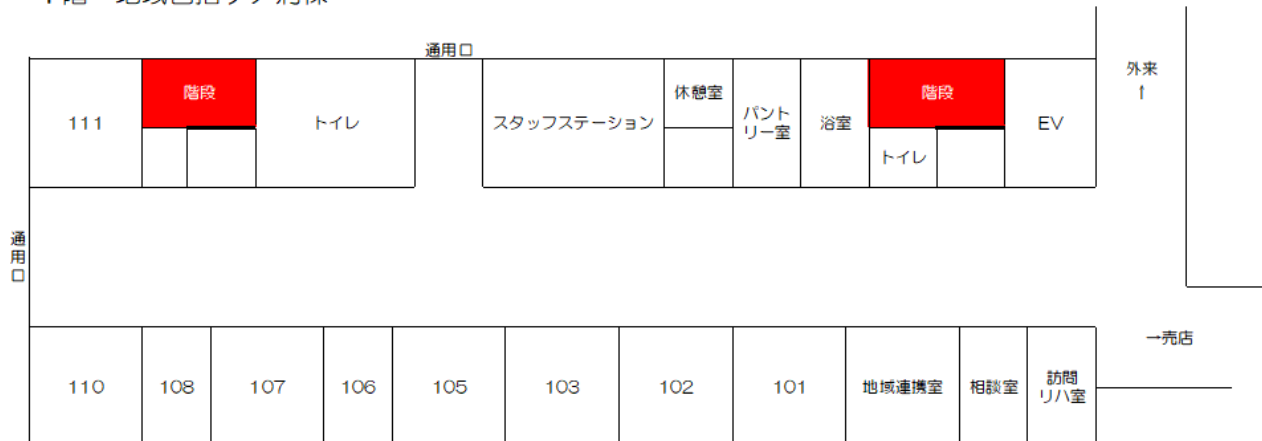 通用口
外来
↑
111
階段
トイレ
スタッフステーション
休憩室
パント
リー室
浴室
階段
トイレ
EV
通用口
→売店
110
108
107
106
105
103
102
101
地域連携室
相談室
訪問
リハ室